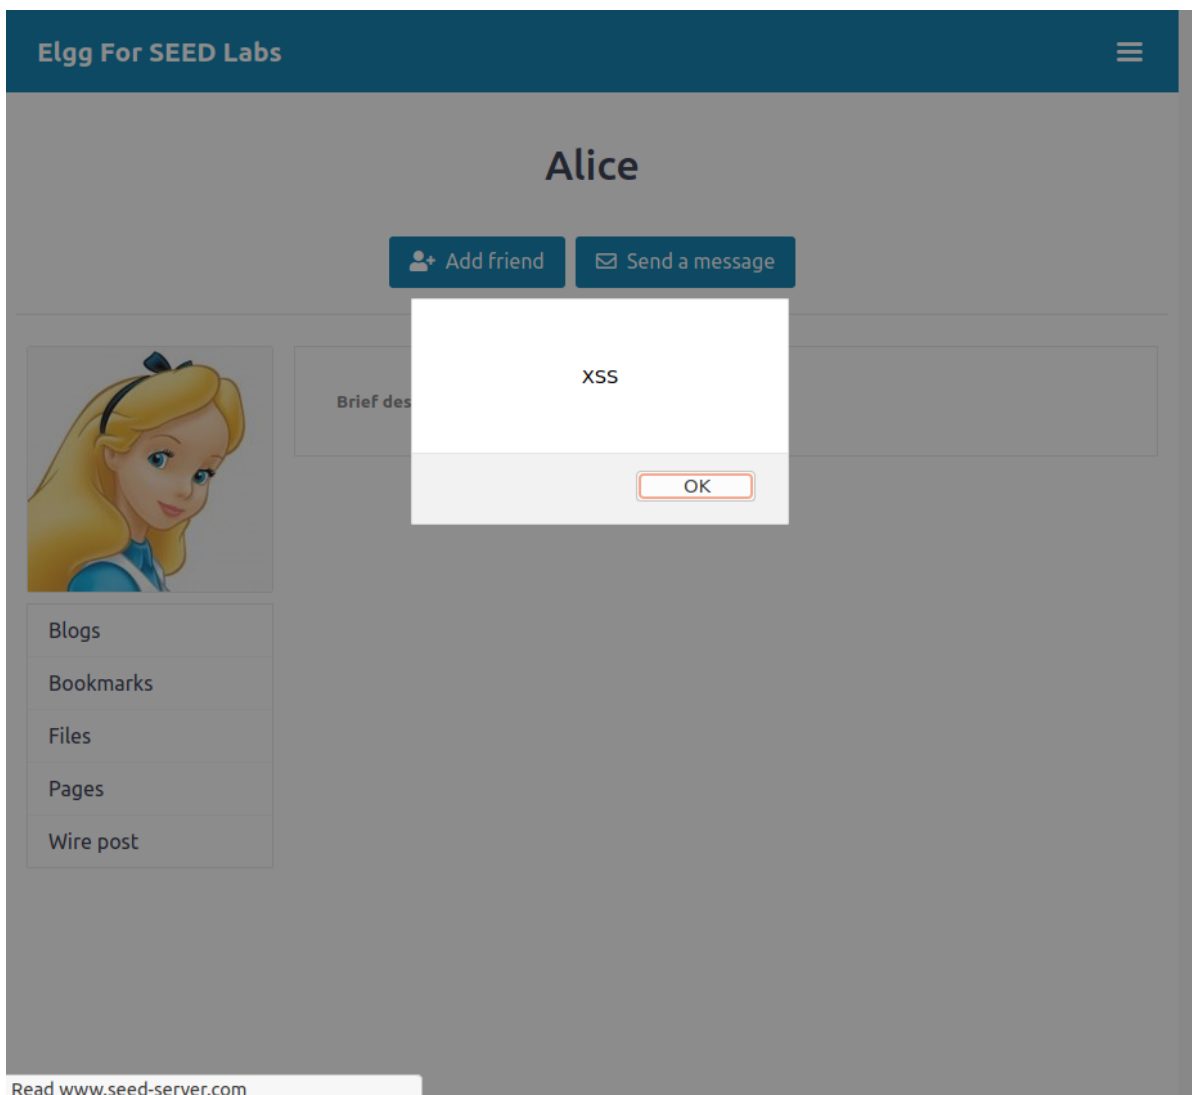 Elgg For SEED Labs
Alice
Add friend
Send a message
XSS
Brief des
OK
Blogs
Bookmarks
Files
Pages
Wire post
Read www.seed-server.com